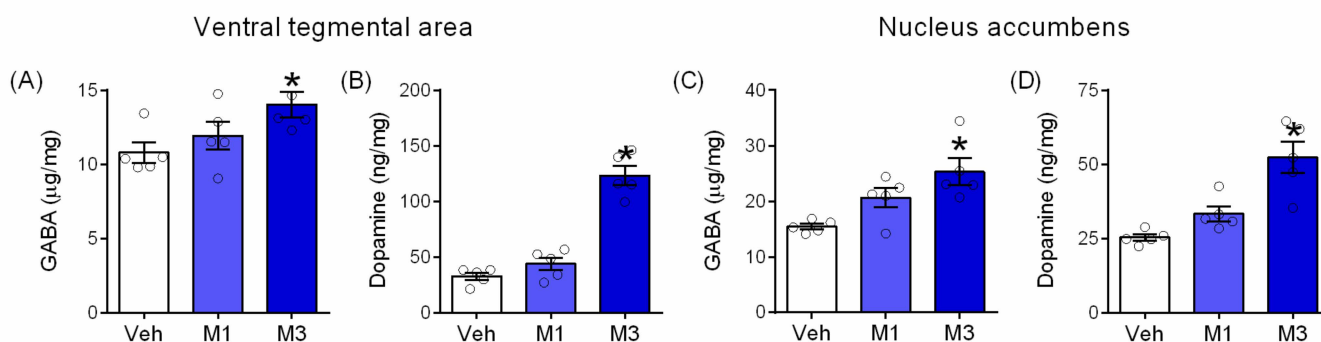 Ventral tegmental area
Nucleus accumbens
(A)
GABA (μg/mg)
15
10
5
0
*
Veh M1 M3
(B)
Dopamine (ng/mg)
200
150
100
50
0
*
Veh M1 M3
(C)
GABA (μg/mg)
40
30
20
10
0
*
Veh M1 M3
(D)
Dopamine (ng/mg)
75
50
25
0
*
Veh M1 M3